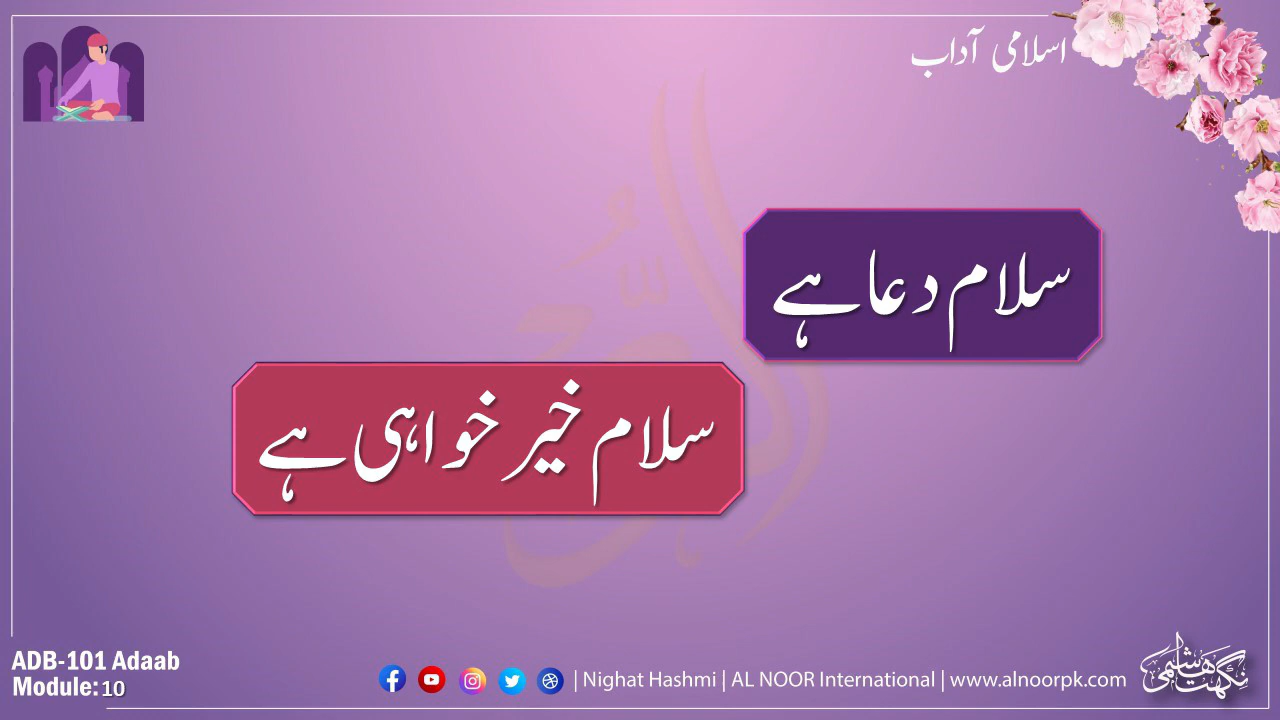 اسلامی آداب
سلام دعا ہے
سلام خیر خواہی ہے
ADB-101 Adaab
Module:10
| Nighat Hashmi | AL NOOR International | www.alnoorpk.com
نگہت ہاشمی